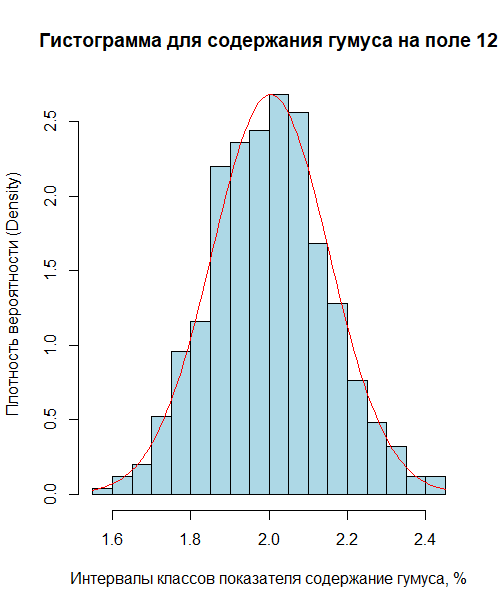 Гистограмма для содержания гумуса на поле 12
Плотность вероятности (Density)
2.5
2.0
1.5
1.0
0.5
0.0
1.6 1.8 2.0 2.2 2.4
Интервалы классов показателя содержание гумуса, %